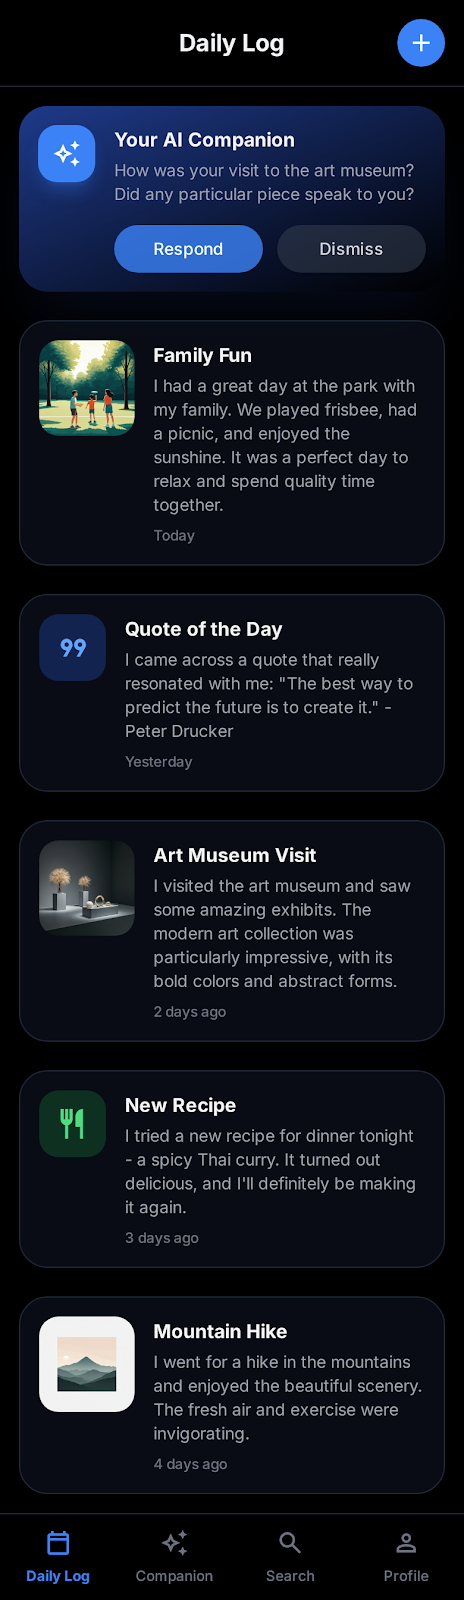 Daily Log
Your AI Companion
How was your visit to the art museum?
Did any particular piece speak to you?
Respond
Dismiss
Family Fun
I had a great day at the park with
my family. We played frisbee, had
a picnic, and enjoyed the
sunshine. It was a perfect day to
relax and spend quality time
together.
Today
Quote of the Day
I came across a quote that really
resonated with me: "The best way to
predict the future is to create it." -
Peter Drucker
Yesterday
Art Museum Visit
I visited the art museum and saw
some amazing exhibits. The
modern art collection was
particularly impressive, with its
bold colors and abstract forms.
2 days ago
New Recipe
I tried a new recipe for dinner tonight
- a spicy Thai curry. It turned out
delicious, and I'll definitely be making
it again.
3 days ago
Mountain Hike
I went for a hike in the mountains
and enjoyed the beautiful scenery.
The fresh air and exercise were
invigorating.
4 days ago
Daily Log
Companion
Search
Profile